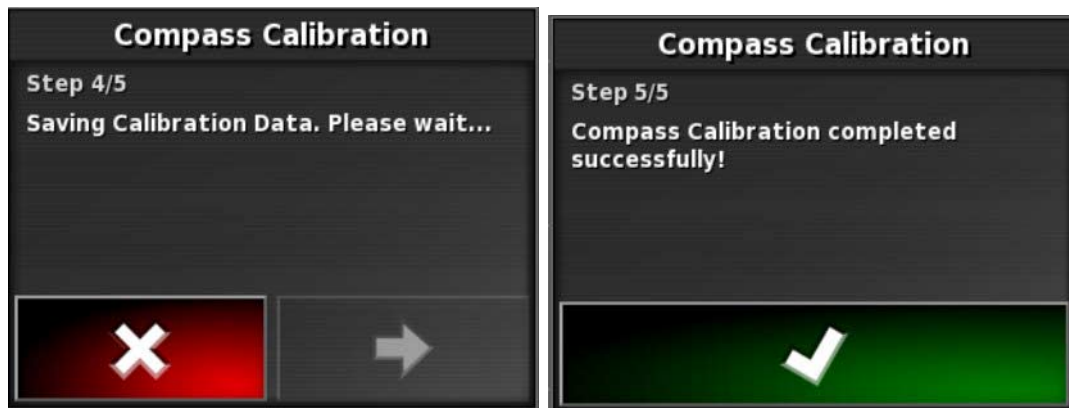 Compass Calibration
Step 4/5
Saving Calibration Data. Please wait...
Compass Calibration
Step 5/5
Compass Calibration completed
successfully!